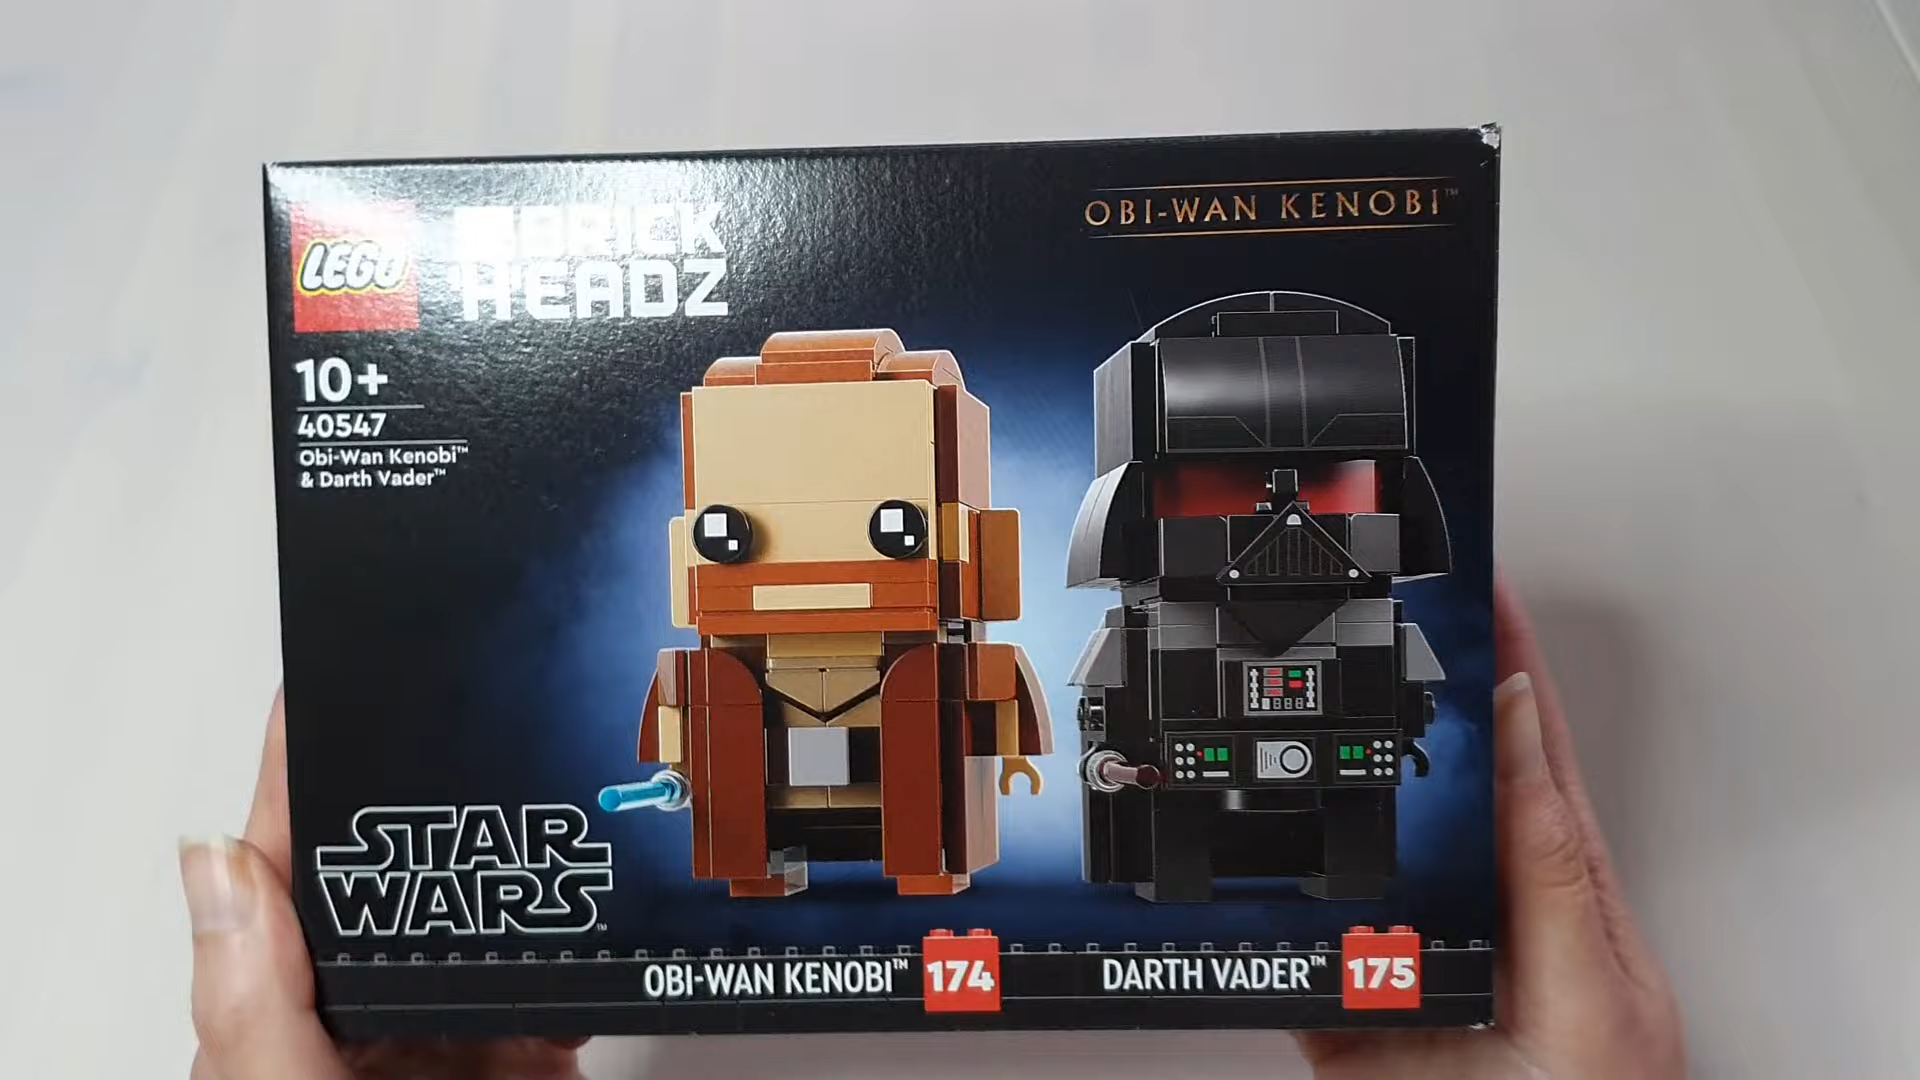 LEGO
BRICK
HEADZ
OBI-WAN KENOBI™
10+
40547
Obi-Wan Kenobi™
& Darth Vader™
STAR
WARS™
OBI-WAN KENOBI™ 174
DARTH VADER™ 175